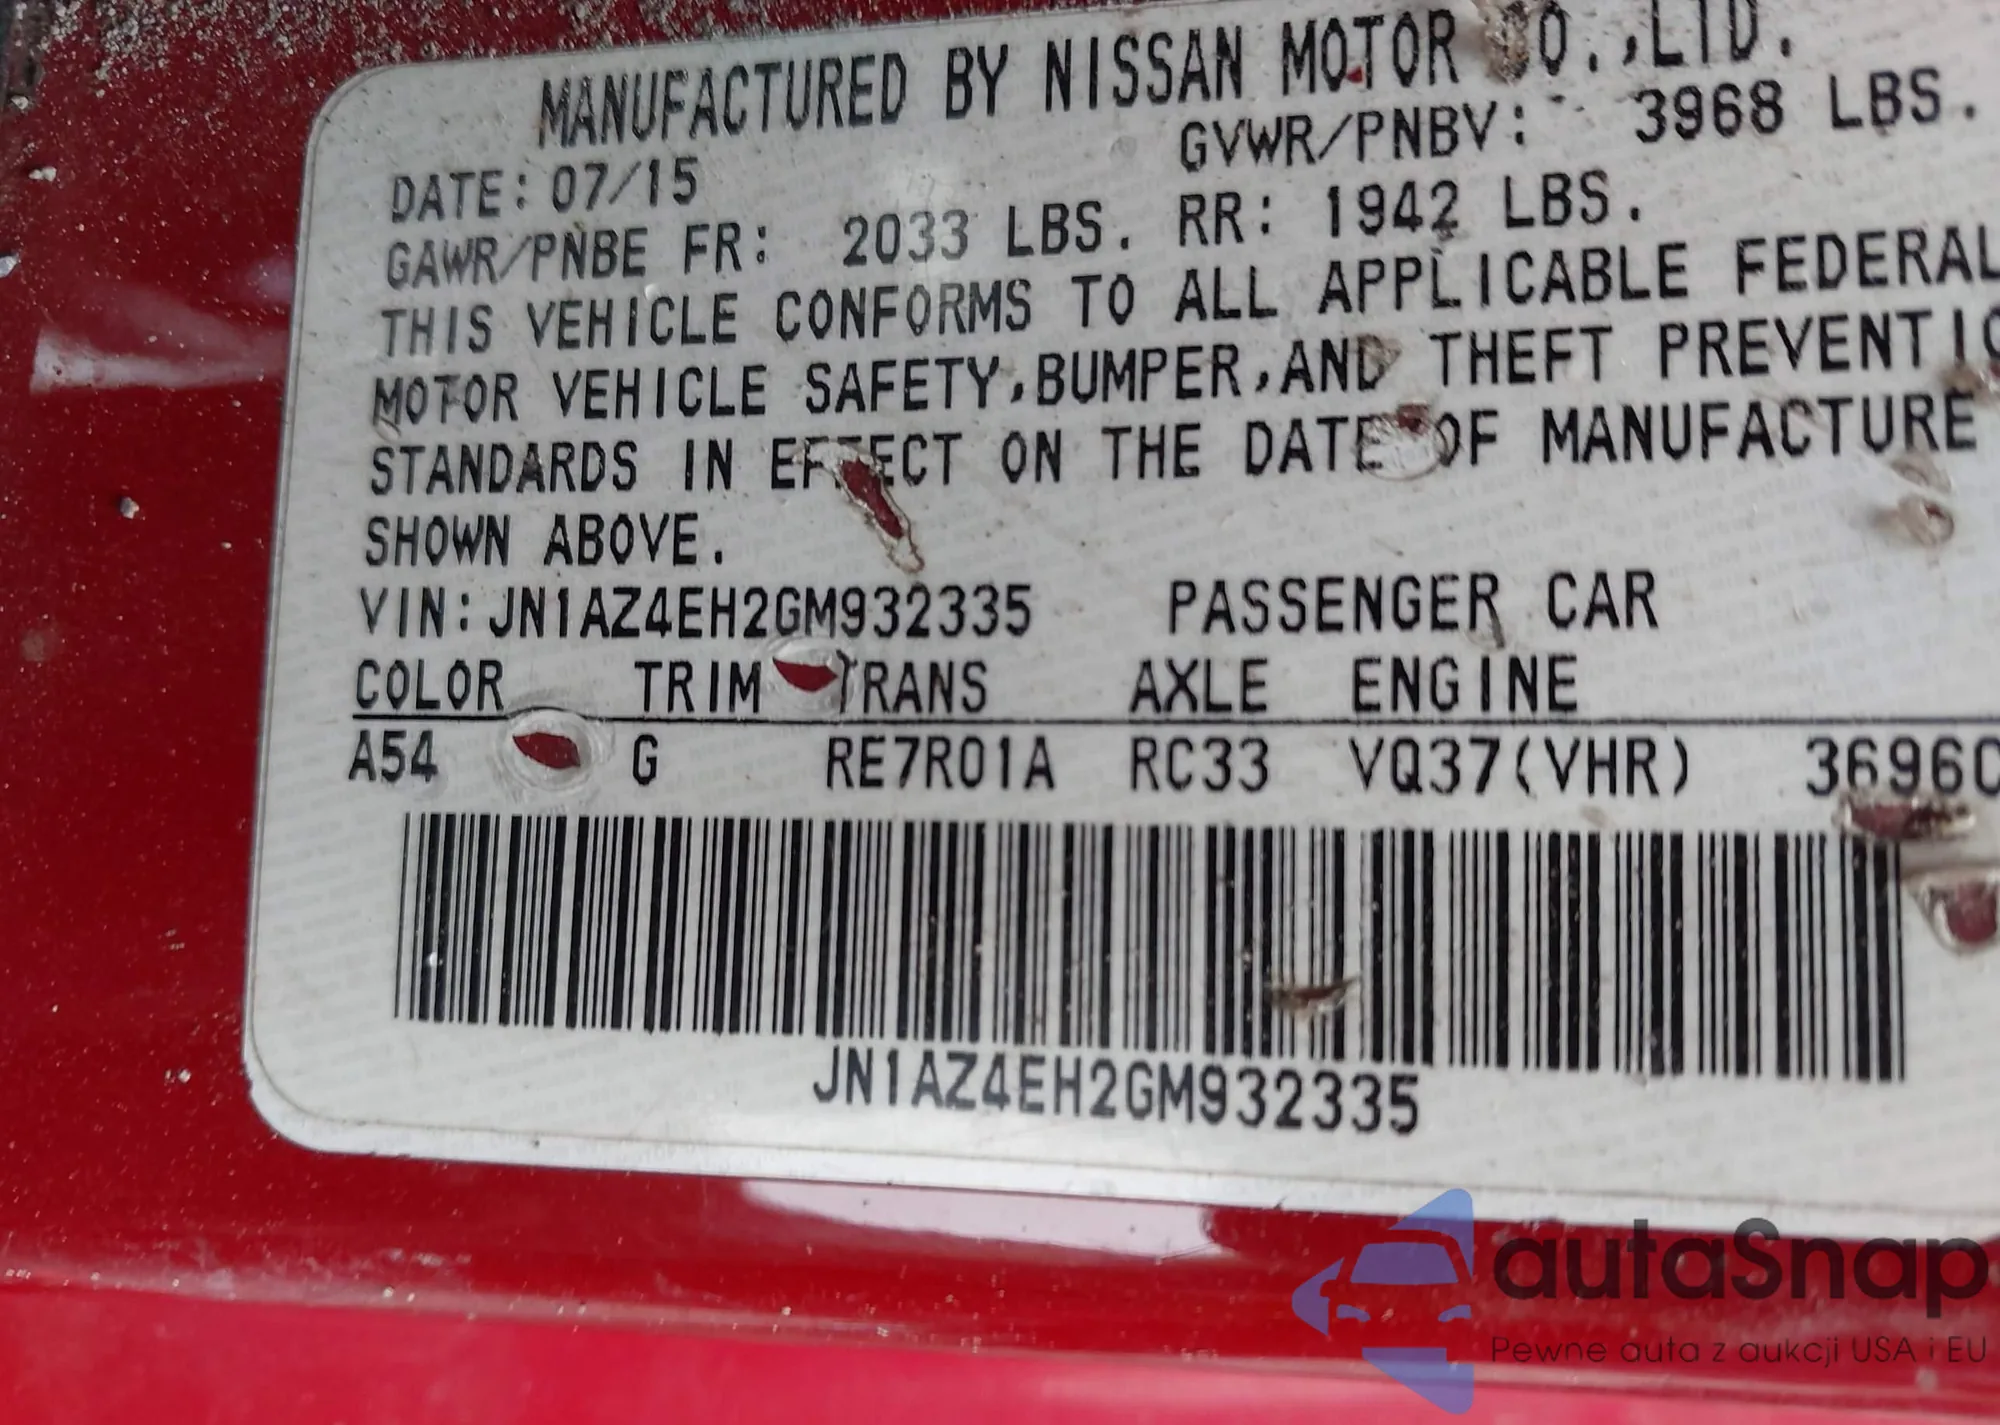 MANUFACTURED BY NISSAN MOTOR CO.,LTD.
DATE: 07/15 GVWR/PNBV: 3968 LBS.
GAWR/PNBE FR: 2033 LBS. RR: 1942 LBS.
THIS VEHICLE CONFORMS TO ALL APPLICABLE FEDERAL
MOTOR VEHICLE SAFETY,BUMPER,AND THEFT PREVENTIO
STANDARDS IN EFFECT ON THE DATE OF MANUFACTURE
SHOWN ABOVE.
VIN:JN1AZ4EH2GM932335 PASSENGER CAR
COLOR TRIM TRANS AXLE ENGINE
A54 G RE7R01A RC33 VQ37(VHR) 3696C
JN1AZ4EH2GM932335
autaSnap
Pewne auta z aukcji USA i EU